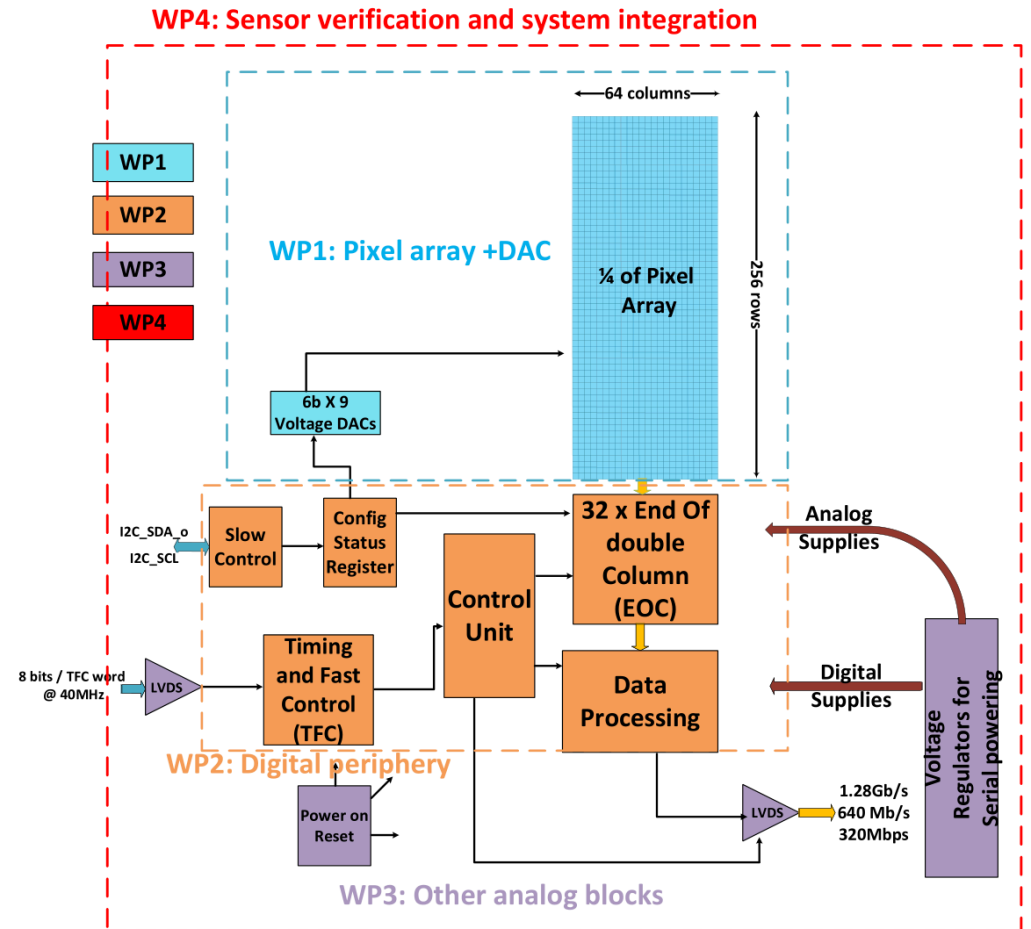 WP4: Sensor verification and system integration
64 columns
WP1
WP2
WP3
WP4
WP1: Pixel array +DAC
¼ of Pixel
Array
256 rows
6b X 9
Voltage DACs
I2C_SDA_o
I2C_SCL
Slow
Control
Config
Status
Register
32 x End Of
double
Column
(EOC)
Analog
Supplies
Control
Unit
8 bits / TFC word
@ 40MHz
LVDS
Timing
and Fast
Control
(TFC)
Data
Processing
Digital
Supplies
Voltage
Regulators for
Serial powering
WP2: Digital periphery
Power on
Reset
LVDS
1.28Gb/s
640 Mb/s
320Mbps
WP3: Other analog blocks